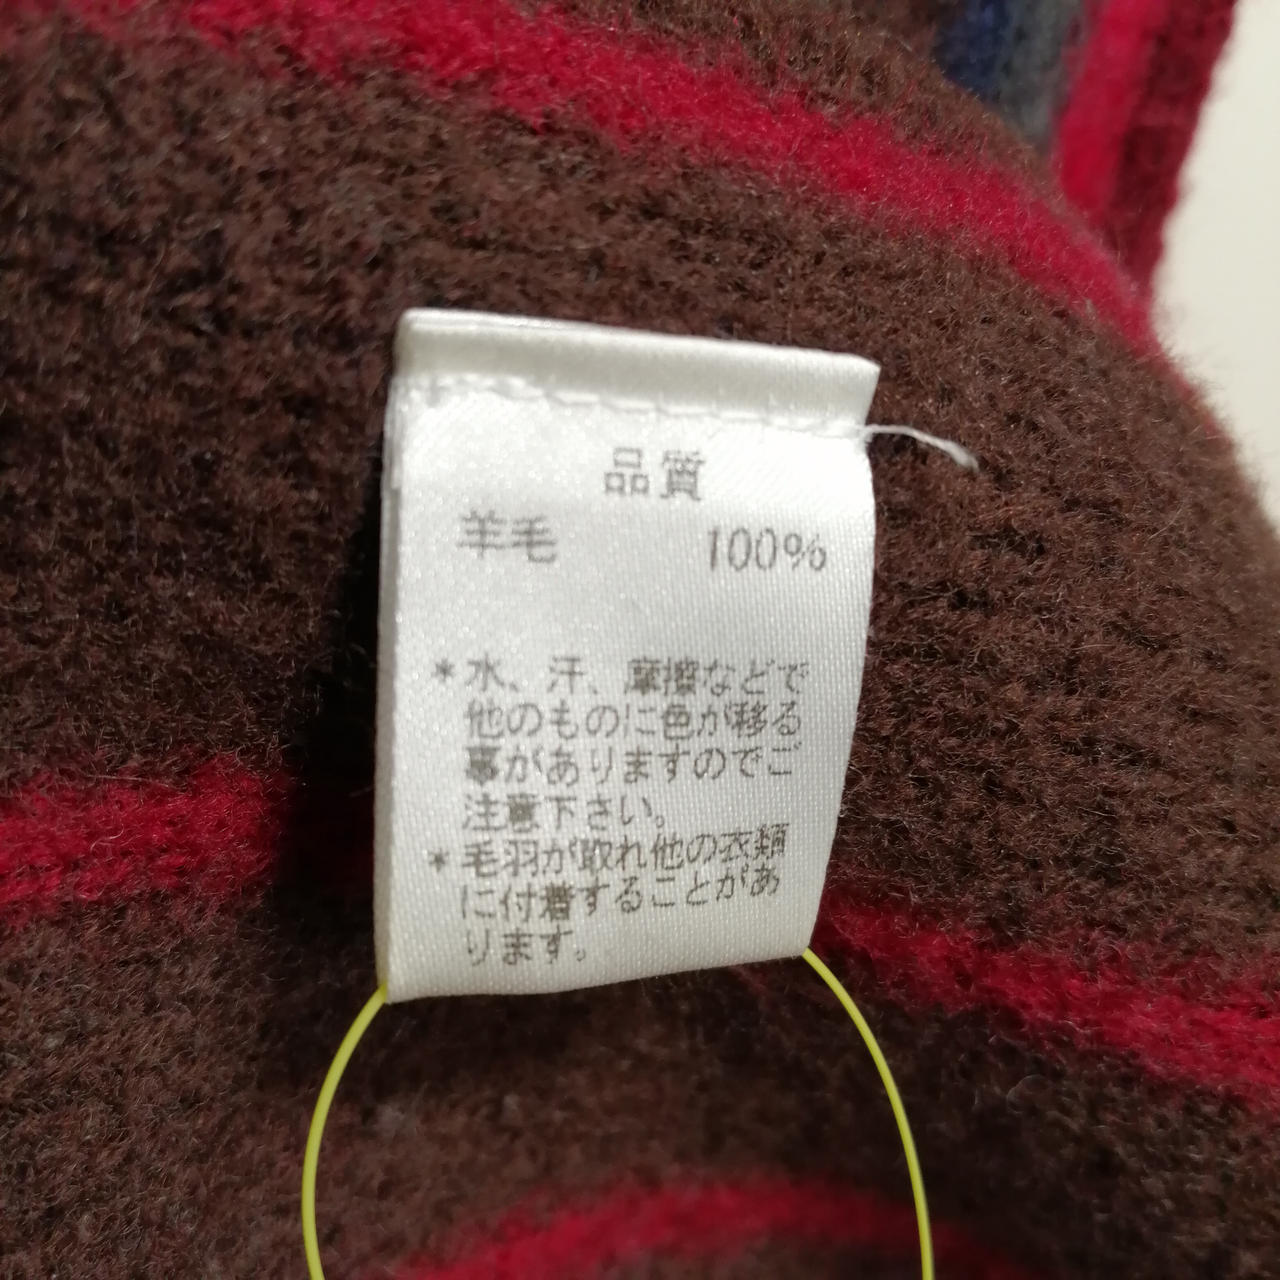 品質
羊毛 100%
*水、汗、摩擦などで
他のものに色が移る
事がありますのでご
注意下さい。
*毛羽が取れ他の衣類
に付着することがあ
ります。